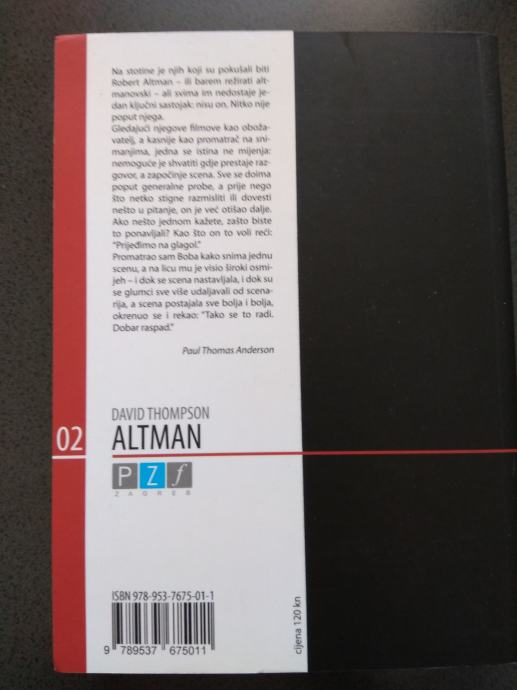 Na stotine je njih koji su pokušali biti
Robert Altman – ili barem režirati alt-
manovski – ali svima im nedostaje je-
dan ključni sastojak: nisu on. Nitko nije
poput njega.
Gledajući njegove filmove kao oboža-
vatelj, a kasnije kao promatrač na sni-
manjima, jedna se istina ne mijenja:
nemoguće je shvatiti gdje prestaje raz-
govor, a započinje scena. Sve se doima
poput generalne probe, a prije nego
što netko stigne razmisliti ili dovesti
nešto u pitanje, on je već otišao dalje.
Ako nešto jednom kažete, zašto biste
to ponavljali? Kao što on to voli reći:
“Prijeđimo na glagol.”
Promatrao sam Boba kako snima jednu
scenu, a na licu mu je visio široki osmi-
jeh – i dok se scena nastavljala, i dok su
se glumci sve više udaljavali od scena-
rija, a scena postajala sve bolja i bolja,
okrenuo se i rekao: “Tako se to radi.
Dobar raspad.”
Paul Thomas Anderson
DAVID THOMPSON
02 ALTMAN
PZf
ZAGREB
ISBN 978-953-7675-01-1
9 789537 675011
cijena 120 kn